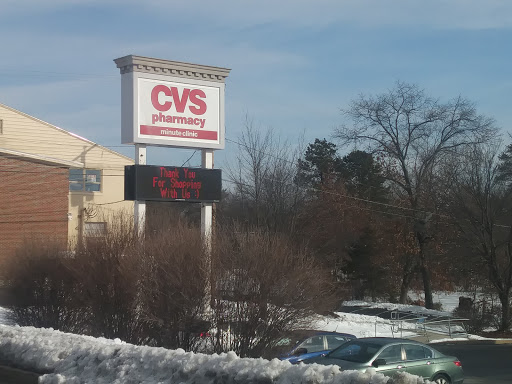 CVS
pharmacy
minute clinic
Thank You
For Shopping
With Us :)